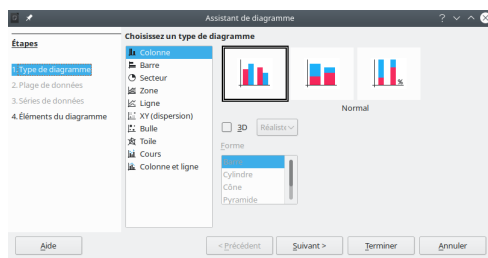 Assistant de diagramme
Étapes
1. Type de diagramme
2. Plage de données
3. Séries de données
4. Éléments du diagramme
Choisissez un type de diagramme
Colonne
Barre
Secteur
Zone
Ligne
XY (dispersion)
Bulle
Toile
Cours
Colonne et ligne
%
Normal
3D
Réaliste
Forme
Cylindre
Cône
Pyramide
Aide
< Précédent
Suivant >
Terminer
Annuler